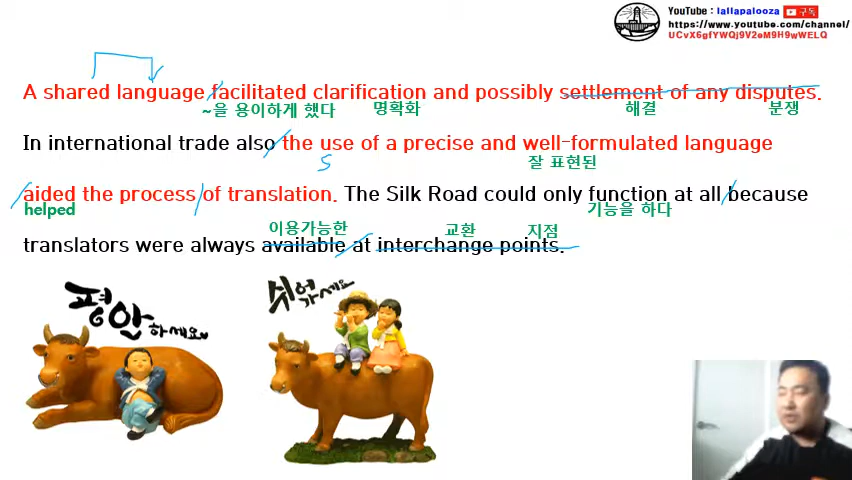 YouTube : lallapalooza 구독
https://www.youtube.com/channel/
UCvX6gfYWQj9V2eM9H9wWELQ
A shared language facilitated clarification and possibly settlement of any disputes.
~을 용이하게 했다 명확화 해결 분쟁
In international trade also the use of a precise and well-formulated language
S 잘 표현된
aided the process of translation. The Silk Road could only function at all because
helped 기능을 하다
이용가능한 교환 지점
translators were always available at interchange points.
평안하세요
쉬어가세요